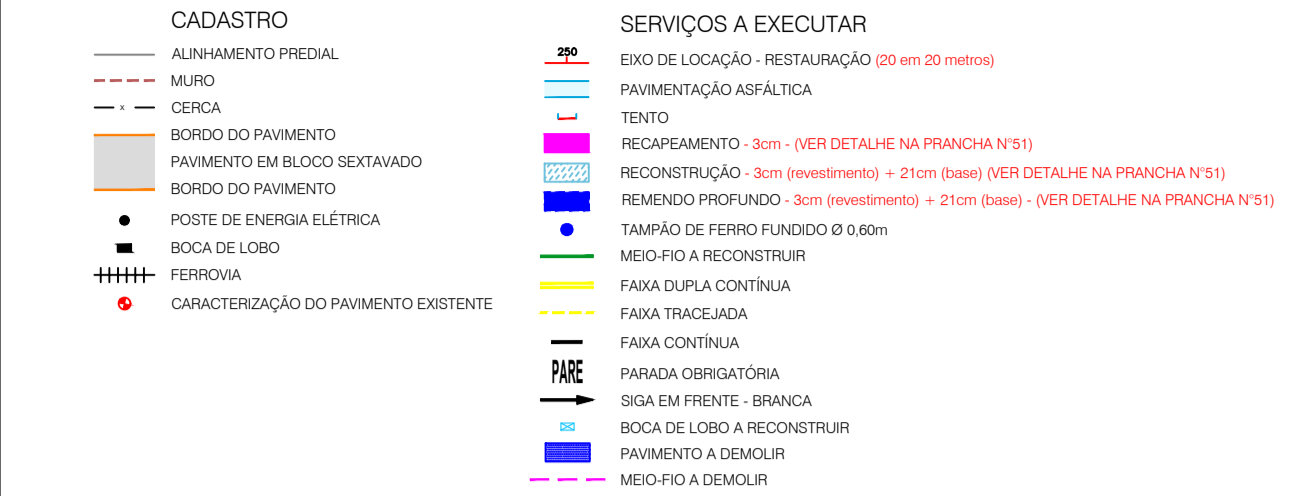 CADASTRO
ALINHAMENTO PREDIAL
MURO
x CERCA
BORDO DO PAVIMENTO
PAVIMENTO EM BLOCO SEXTAVADO
BORDO DO PAVIMENTO
POSTE DE ENERGIA ELÉTRICA
BOCA DE LOBO
FERROVIA
CARACTERIZAÇÃO DO PAVIMENTO EXISTENTE
SERVIÇOS A EXECUTAR
250 EIXO DE LOCAÇÃO - RESTAURAÇÃO (20 em 20 metros)
PAVIMENTAÇÃO ASFÁLTICA
TENTO
RECAPEAMENTO - 3cm - (VER DETALHE NA PRANCHA N°51)
RECONSTRUÇÃO - 3cm (revestimento) + 21cm (base) (VER DETALHE NA PRANCHA N°51)
REMENDO PROFUNDO - 3cm (revestimento) + 21cm (base) - (VER DETALHE NA PRANCHA N°51)
TAMPÃO DE FERRO FUNDIDO Ø 0,60m
MEIO-FIO A RECONSTRUIR
FAIXA DUPLA CONTÍNUA
FAIXA TRACEJADA
FAIXA CONTÍNUA
PARE PARADA OBRIGATÓRIA
SIGA EM FRENTE - BRANCA
BOCA DE LOBO A RECONSTRUIR
PAVIMENTO A DEMOLIR
MEIO-FIO A DEMOLIR